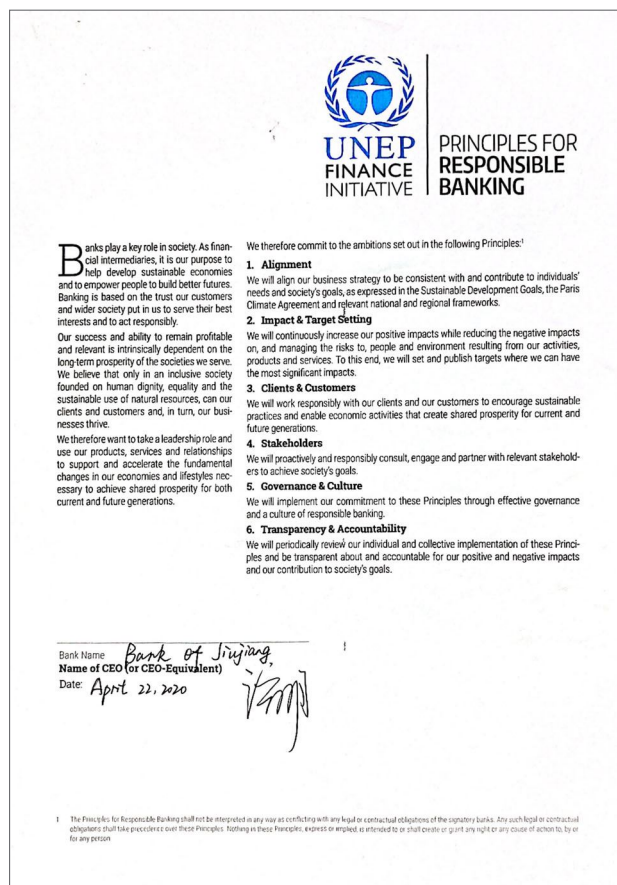 UNEP
FINANCE
INITIATIVE
PRINCIPLES FOR
RESPONSIBLE
BANKING
Banks play a key role in society. As finan-
cial intermediaries, it is our purpose to
help develop sustainable economies
and to empower people to build better futures.
Banking is based on the trust our customers
and wider society put in us to serve their best
interests and to act responsibly.
Our success and ability to remain profitable
and relevant is intrinsically dependent on the
long-term prosperity of the societies we serve.
We believe that only in an inclusive society
founded on human dignity, equality and the
sustainable use of natural resources, can our
clients and customers and, in turn, our busi-
nesses thrive.
We therefore want to take a leadership role and
use our products, services and relationships
to support and accelerate the fundamental
changes in our economies and lifestyles nec-
essary to achieve shared prosperity for both
current and future generations.
We therefore commit to the ambitions set out in the following Principles:¹
1. Alignment
We will align our business strategy to be consistent with and contribute to individuals'
needs and society's goals, as expressed in the Sustainable Development Goals, the Paris
Climate Agreement and relevant national and regional frameworks.
2. Impact & Target Setting
We will continuously increase our positive impacts while reducing the negative impacts
on, and managing the risks to, people and environment resulting from our activities,
products and services. To this end, we will set and publish targets where we can have
the most significant impacts.
3. Clients & Customers
We will work responsibly with our clients and our customers to encourage sustainable
practices and enable economic activities that create shared prosperity for current and
future generations.
4. Stakeholders
We will proactively and responsibly consult, engage and partner with relevant stakehold-
ers to achieve society's goals.
5. Governance & Culture
We will implement our commitment to these Principles through effective governance
and a culture of responsible banking.
6. Transparency & Accountability
We will periodically review our individual and collective implementation of these Princi-
ples and be transparent about and accountable for our positive and negative impacts
and our contribution to society's goals.
Bank Name Bank of Jiujiang
Name of CEO (or CEO-Equivalent)
Date: April 22, 2020
1 The Principles for Responsible Banking shall not be interpreted in any way as conflicting with any legal or contractual obligations of the signatory banks. Any such legal or contractual
obligations shall take precedence over these Principles. Nothing in these Principles, express or implied, is intended to or shall create or grant any right or any cause of action to, by or
for any person